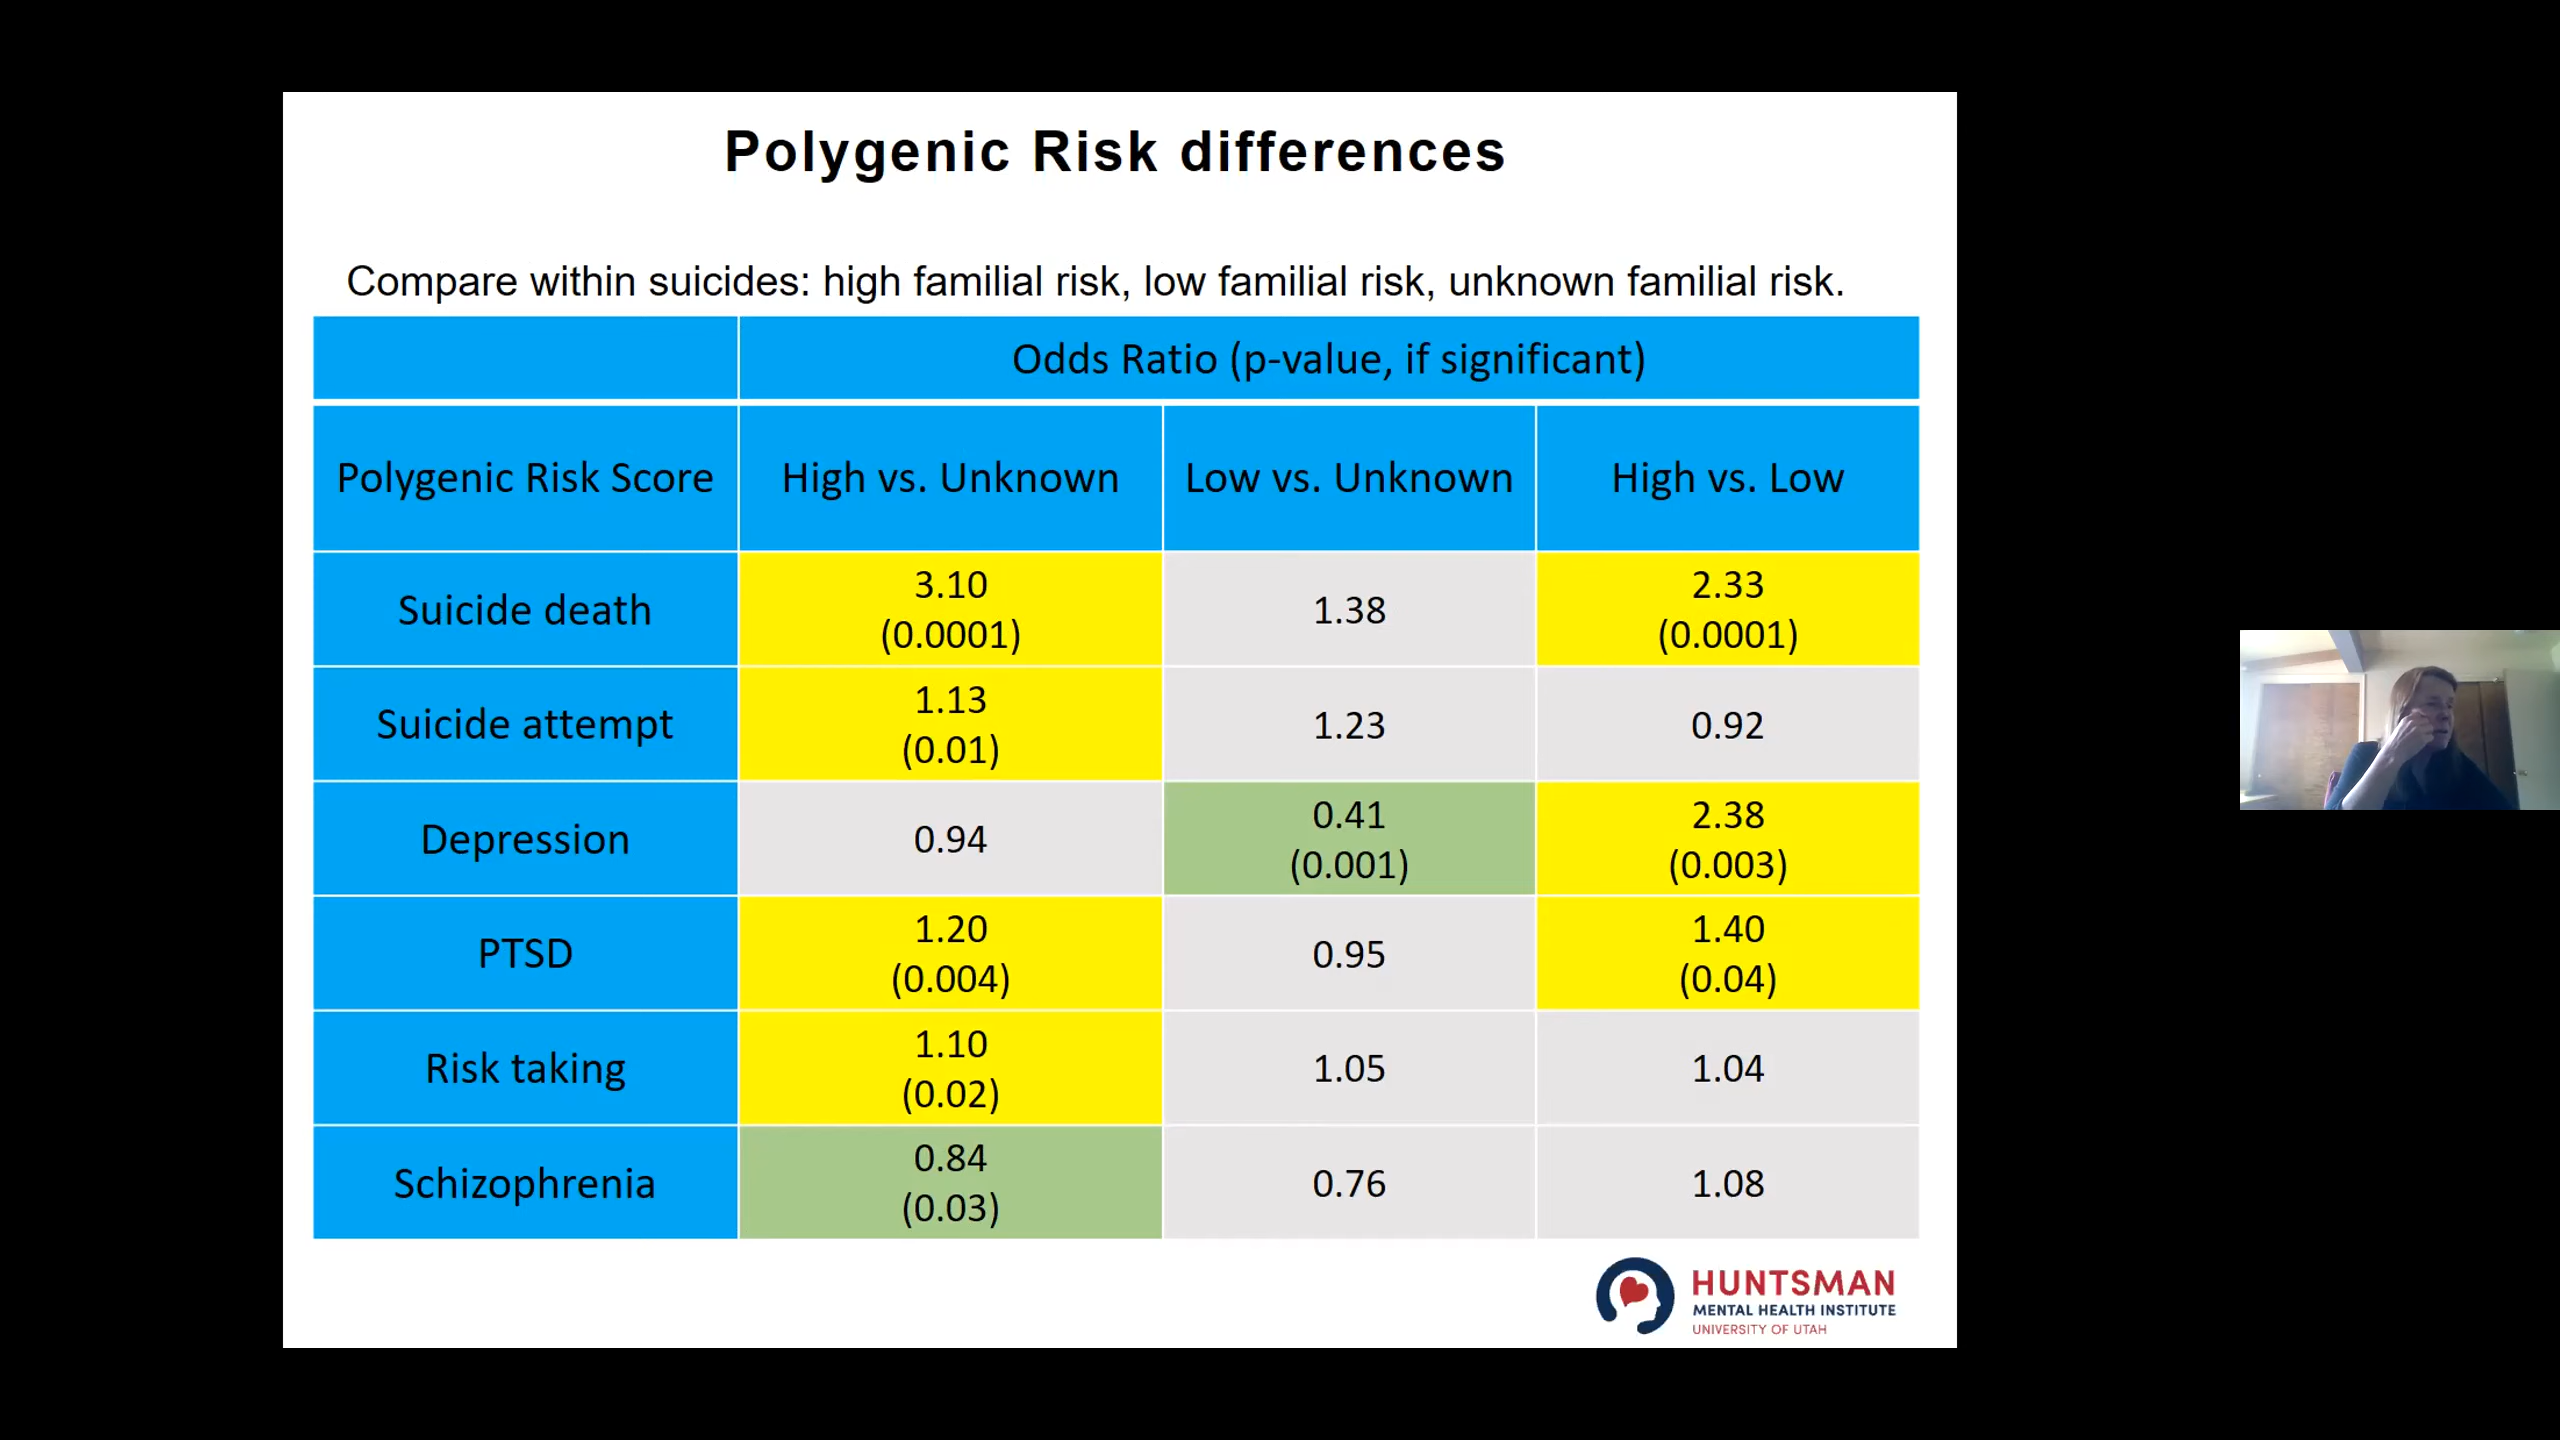 Polygenic Risk differences
Compare within suicides: high familial risk, low familial risk, unknown familial risk.
Odds Ratio (p-value, if significant)
Polygenic Risk Score High vs. Unknown Low vs. Unknown High vs. Low
Suicide death 3.10 (0.0001) 1.38 2.33 (0.0001)
Suicide attempt 1.13 (0.01) 1.23 0.92
Depression 0.94 0.41 (0.001) 2.38 (0.003)
PTSD 1.20 (0.004) 0.95 1.40 (0.04)
Risk taking 1.10 (0.02) 1.05 1.04
Schizophrenia 0.84 (0.03) 0.76 1.08
HUNTSMAN
MENTAL HEALTH INSTITUTE
UNIVERSITY OF UTAH